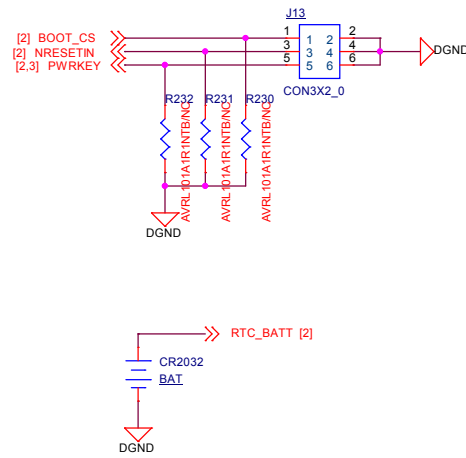 J13
[2] BOOT_CS 1 1 2 2
[2] NRESETIN 3 3 4 4 DGND
[2,3] PWRKEY 5 5 6 6
CON3X2_0
R232 R231 R230
AVRL101A1R1NTB/NC
AVRL101A1R1NTB/NC
AVRL101A1R1NTB/NC
DGND
RTC_BATT [2]
CR2032
BAT
DGND